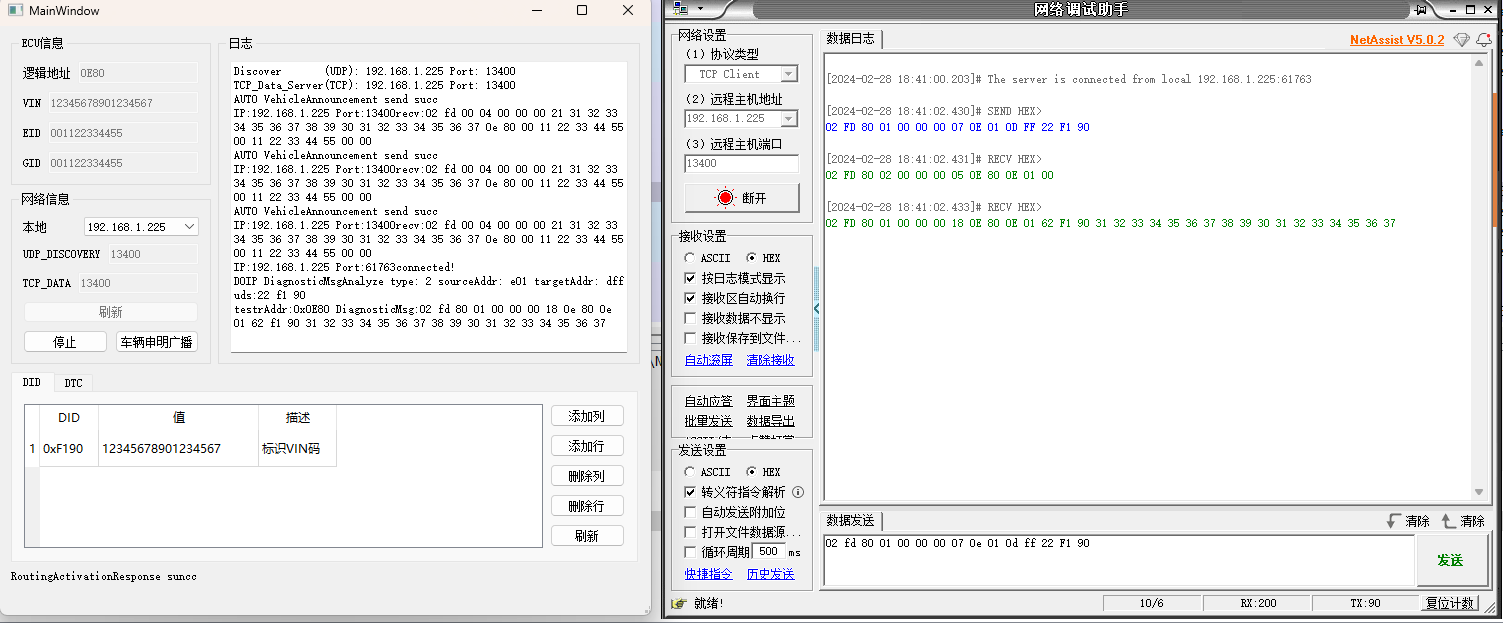 MainWindow
ECU信息
逻辑地址 0E80
VIN 12345678901234567
EID 001122334455
GID 001122334455
网络信息
本地 192.168.1.225
UDP_DISCOVERY 13400
TCP_DATA 13400
刷新
停止 车辆申明广播
日志
Discover (UDP): 192.168.1.225 Port: 13400
TCP_Data_Server(TCP): 192.168.1.225 Port: 13400
AUTO VehicleAnnouncement send succ
IP:192.168.1.225 Port:13400recv:02 fd 00 04 00 00 00 21 31 32 33
34 35 36 37 38 39 30 31 32 33 34 35 36 37 0e 80 00 11 22 33 44 55
00 11 22 33 44 55 00 00
AUTO VehicleAnnouncement send succ
IP:192.168.1.225 Port:13400recv:02 fd 00 04 00 00 00 21 31 32 33
34 35 36 37 38 39 30 31 32 33 34 35 36 37 0e 80 00 11 22 33 44 55
00 11 22 33 44 55 00 00
AUTO VehicleAnnouncement send succ
IP:192.168.1.225 Port:13400recv:02 fd 00 04 00 00 00 21 31 32 33
34 35 36 37 38 39 30 31 32 33 34 35 36 37 0e 80 00 11 22 33 44 55
00 11 22 33 44 55 00 00
IP:192.168.1.225 Port:61763connected!
DOIP DiagnosticMsgAnalyze type: 2 sourceAddr: e01 targetAddr: dff
uds:22 f1 90
testrAddr:0x0E80 DiagnosticMsg:02 fd 80 01 00 00 00 18 0e 80 0e
01 62 f1 90 31 32 33 34 35 36 37 38 39 30 31 32 33 34 35 36 37
DID DTC
DID 值 描述
1 0xF190 12345678901234567 标识VIN码
添加列
添加行
删除列
删除行
刷新
RoutingActivationResponse suncc
网络调试助手
网络设置
(1) 协议类型
TCP Client
(2) 远程主机地址
192.168.1.225
(3) 远程主机端口
13400
断开
接收设置
ASCII HEX
按日志模式显示
接收区自动换行
接收数据不显示
接收保存到文件...
自动滚屏 清除接收
自动应答 界面主题
批量发送 数据导出
发送设置
ASCII HEX
转义符指令解析
自动发送附加位
打开文件数据源...
循环周期 500 ms
快捷指令 历史发送
数据日志
NetAssist V5.0.2
[2024-02-28 18:41:00.203]# The server is connected from local 192.168.1.225:61763
[2024-02-28 18:41:02.430]# SEND HEX>
02 FD 80 01 00 00 00 07 0E 01 0D FF 22 F1 90
[2024-02-28 18:41:02.431]# RECV HEX>
02 FD 80 02 00 00 00 05 0E 80 0E 01 00
[2024-02-28 18:41:02.433]# RECV HEX>
02 FD 80 01 00 00 00 18 0E 80 0E 01 62 F1 90 31 32 33 34 35 36 37 38 39 30 31 32 33 34 35 36 37
数据发送 清除 清除
02 fd 80 01 00 00 00 07 0e 01 0d ff 22 F1 90
发送
就绪! 10/6 RX:200 TX:90 复位计数